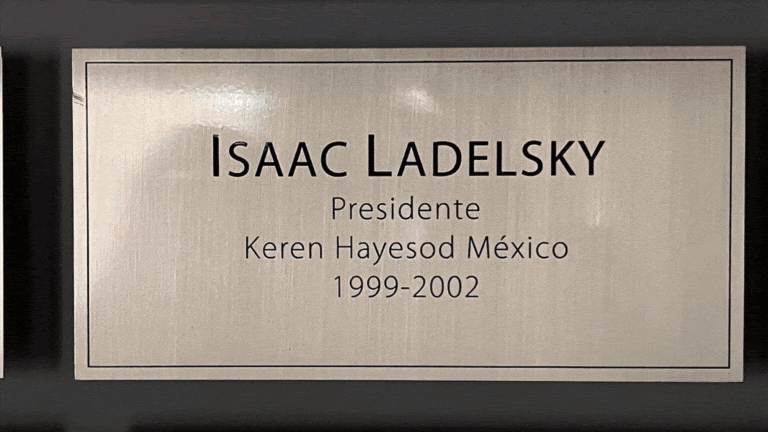 ISAAC LADELSKY
Presidente
Keren Hayesod México
1999-2002